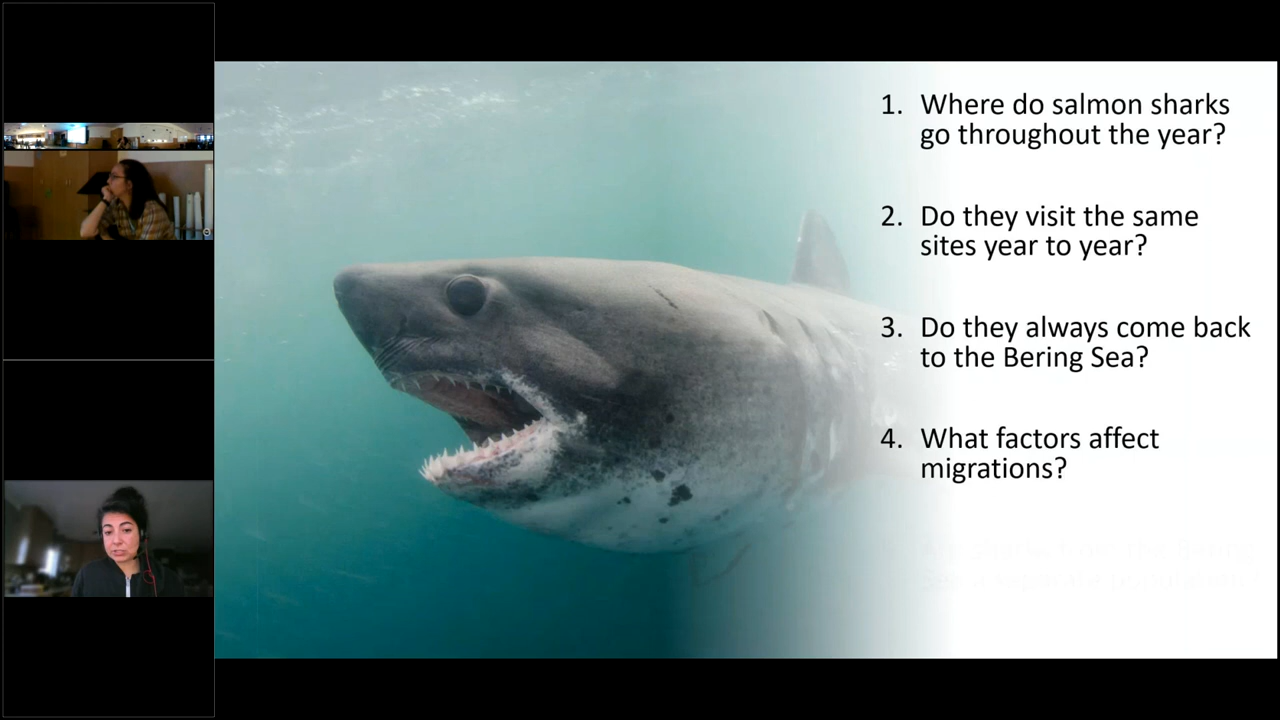 1. Where do salmon sharks
go throughout the year?
2. Do they visit the same
sites year to year?
3. Do they always come back
to the Bering Sea?
4. What factors affect
migrations?